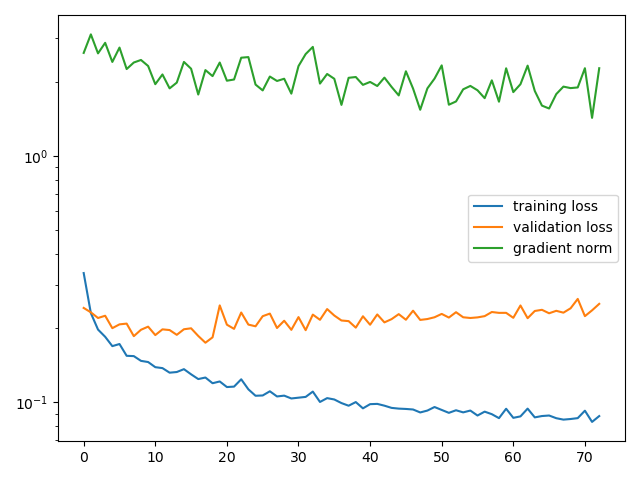 10⁰
10⁻¹
training loss
validation loss
gradient norm
0 10 20 30 40 50 60 70